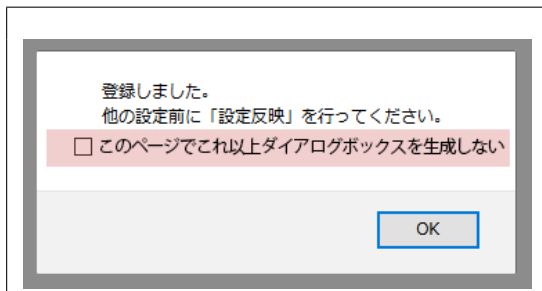 登録しました。
他の設定前に「設定反映」を行ってください。
このページでこれ以上ダイアログボックスを生成しない
OK